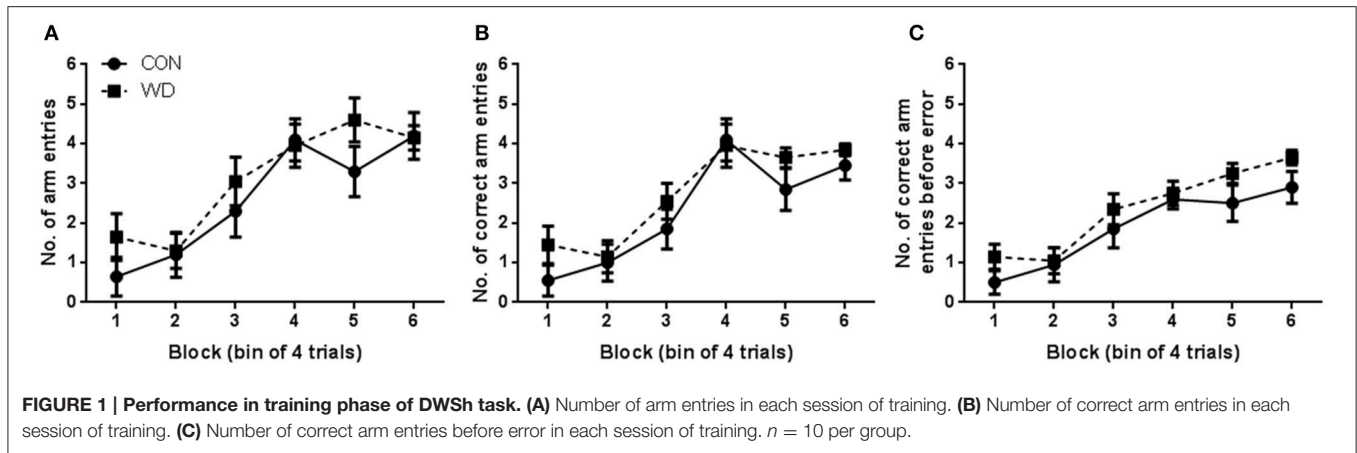 A
No. of arm entries
6
5
4
3
2
1
0
CON
WD
1 2 3 4 5 6
Block (bin of 4 trials)
B
No. of correct arm entries
6
5
4
3
2
1
0
1 2 3 4 5 6
Block (bin of 4 trials)
C
No. of correct arm
entries before error
6
5
4
3
2
1
0
1 2 3 4 5 6
Block (bin of 4 trials)
FIGURE 1 | Performance in training phase of DWSh task. (A) Number of arm entries in each session of training. (B) Number of correct arm entries in each
session of training. (C) Number of correct arm entries before error in each session of training. n = 10 per group.